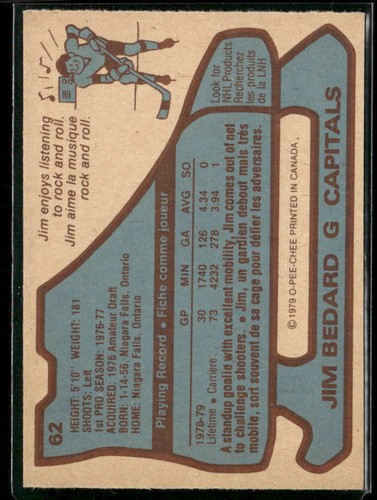 62
HEIGHT: 5'10" WEIGHT: 181
SHOOTS: Left
1st PRO SEASON: 1976-77
ACQUIRED: 1976 Amateur Draft
BORN: 1-14-56, Niagara Falls, Ontario
HOME: Niagara Falls, Ontario
Jim enjoys listening
to rock and roll.
Jim aime la musique
rock and roll.
Playing Record • Fiche comme joueur
GP MIN GA AVG SO
1978-79 30 1740 126 4.34 0
Lifetime • Carrière . . 73 4232 278 3.94 1
A standup goalie with excellent mobility, Jim comes out of net
to challenge shooters. • Jim, un gardien debout mais très
mobile, sort souvent de sa cage pour défier les adversaires.
Look for
NHL Products
Recherchez
les produits
de la LNH
© 1979 O-PEE-CHEE PRINTED IN CANADA.
JIM BEDARD G CAPITALS